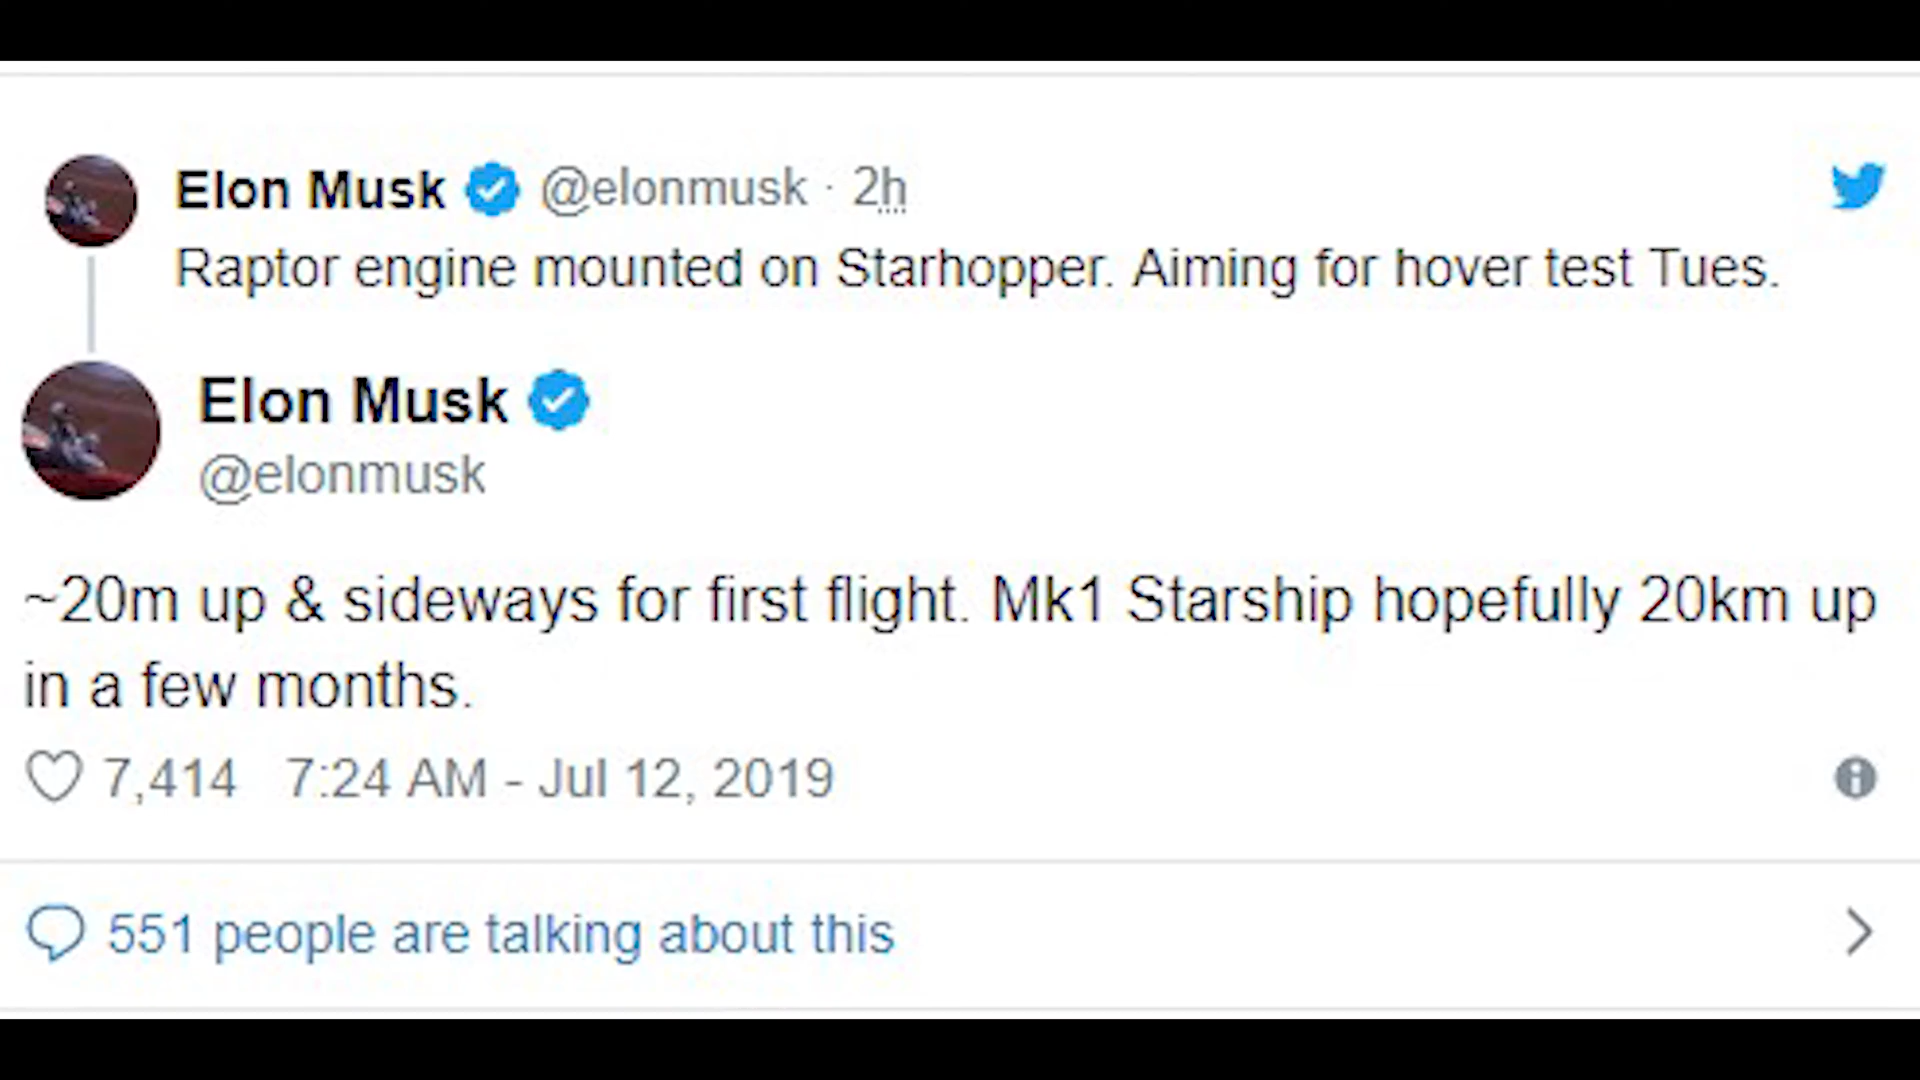 Elon Musk @elonmusk · 2h
Raptor engine mounted on Starhopper. Aiming for hover test Tues.
Elon Musk
@elonmusk
~20m up & sideways for first flight. Mk1 Starship hopefully 20km up
in a few months.
7,414 7:24 AM - Jul 12, 2019
551 people are talking about this